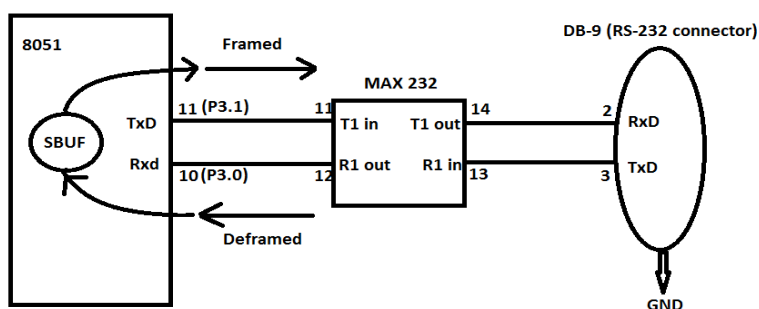 DB-9 (RS-232 connector)
8051
Framed
MAX 232
11 (P3.1)
11
14
2
TxD
T1 in
T1 out
RxD
SBUF
Rxd
R1 out
R1 in
TxD
10 (P3.0)
12
13
3
Deframed
GND